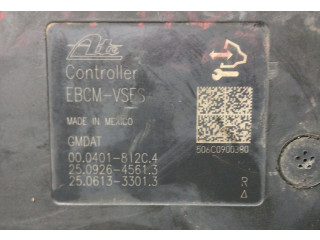 Ate
Controller
EBCM-VSES
MADE IN MEXICO
GMDAT
00.0401-812C.4
25.0926-4561.3
25.0613-3301.3
506C0900380
R
A